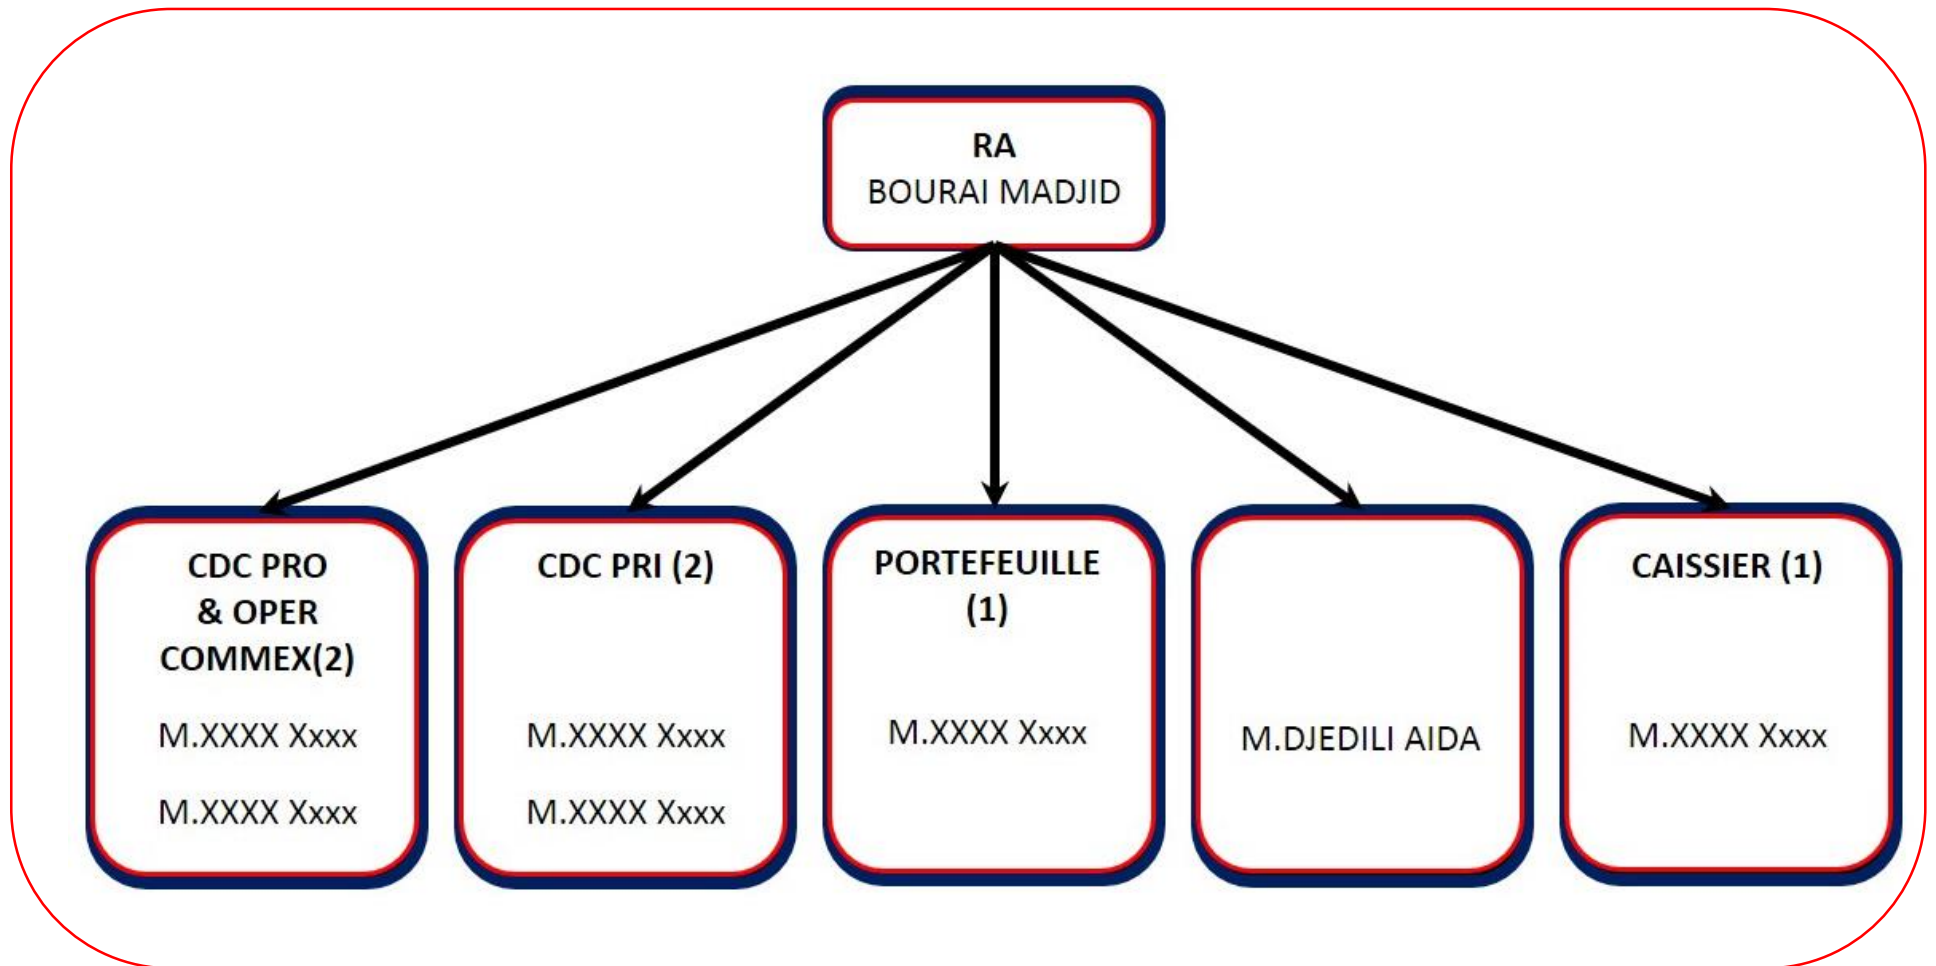 RA
BOURAI MADJID
CDC PRO
& OPER
COMMEX(2)
M.XXXX Xxxx
M.XXXX Xxxx
CDC PRI (2)
M.XXXX Xxxx
M.XXXX Xxxx
PORTEFEUILLE
(1)
M.XXXX Xxxx
M.DJEDILI AIDA
CAISSIER (1)
M.XXXX Xxxx